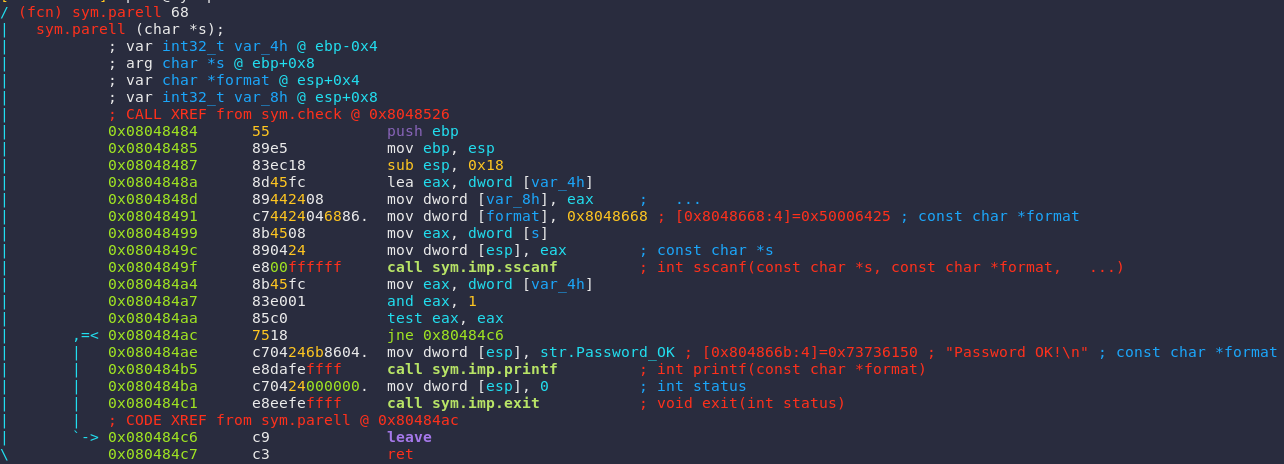 / (fcn) sym.parell 68
|   sym.parell (char *s);
|           ; var int32_t var_4h @ ebp-0x4
|           ; arg char *s @ ebp+0x8
|           ; var char *format @ esp+0x4
|           ; var int32_t var_8h @ esp+0x8
|           ; CALL XREF from sym.check @ 0x8048526
|           0x08048484      55             push ebp
|           0x08048485      89e5           mov ebp, esp
|           0x08048487      83ec18         sub esp, 0x18
|           0x0804848a      8d45fc         lea eax, dword [var_4h]
|           0x0804848d      89442408       mov dword [var_8h], eax     ;   ...
|           0x08048491      c74424046886.  mov dword [format], 0x8048668 ; [0x8048668:4]=0x50006425 ; const char *format
|           0x08048499      8b4508         mov eax, dword [s]
|           0x0804849c      890424         mov dword [esp], eax        ; const char *s
|           0x0804849f      e800ffffff     call sym.imp.sscanf         ; int sscanf(const char *s, const char *format,   ...)
|           0x080484a4      8b45fc         mov eax, dword [var_4h]
|           0x080484a7      83e001         and eax, 1
|           0x080484aa      85c0           test eax, eax
|       ,=< 0x080484ac      7518           jne 0x80484c6
|       |   0x080484ae      c704246b8604.  mov dword [esp], str.Password_OK ; [0x804866b:4]=0x73736150 ; "Password OK!\n" ; const char *format
|       |   0x080484b5      e8dafeffff     call sym.imp.printf         ; int printf(const char *format)
|       |   0x080484ba      c70424000000.  mov dword [esp], 0          ; int status
|       |   0x080484c1      e8eefeffff     call sym.imp.exit           ; void exit(int status)
|       |   ; CODE XREF from sym.parell @ 0x80484ac
|       `-> 0x080484c6      c9             leave
\           0x080484c7      c3             ret